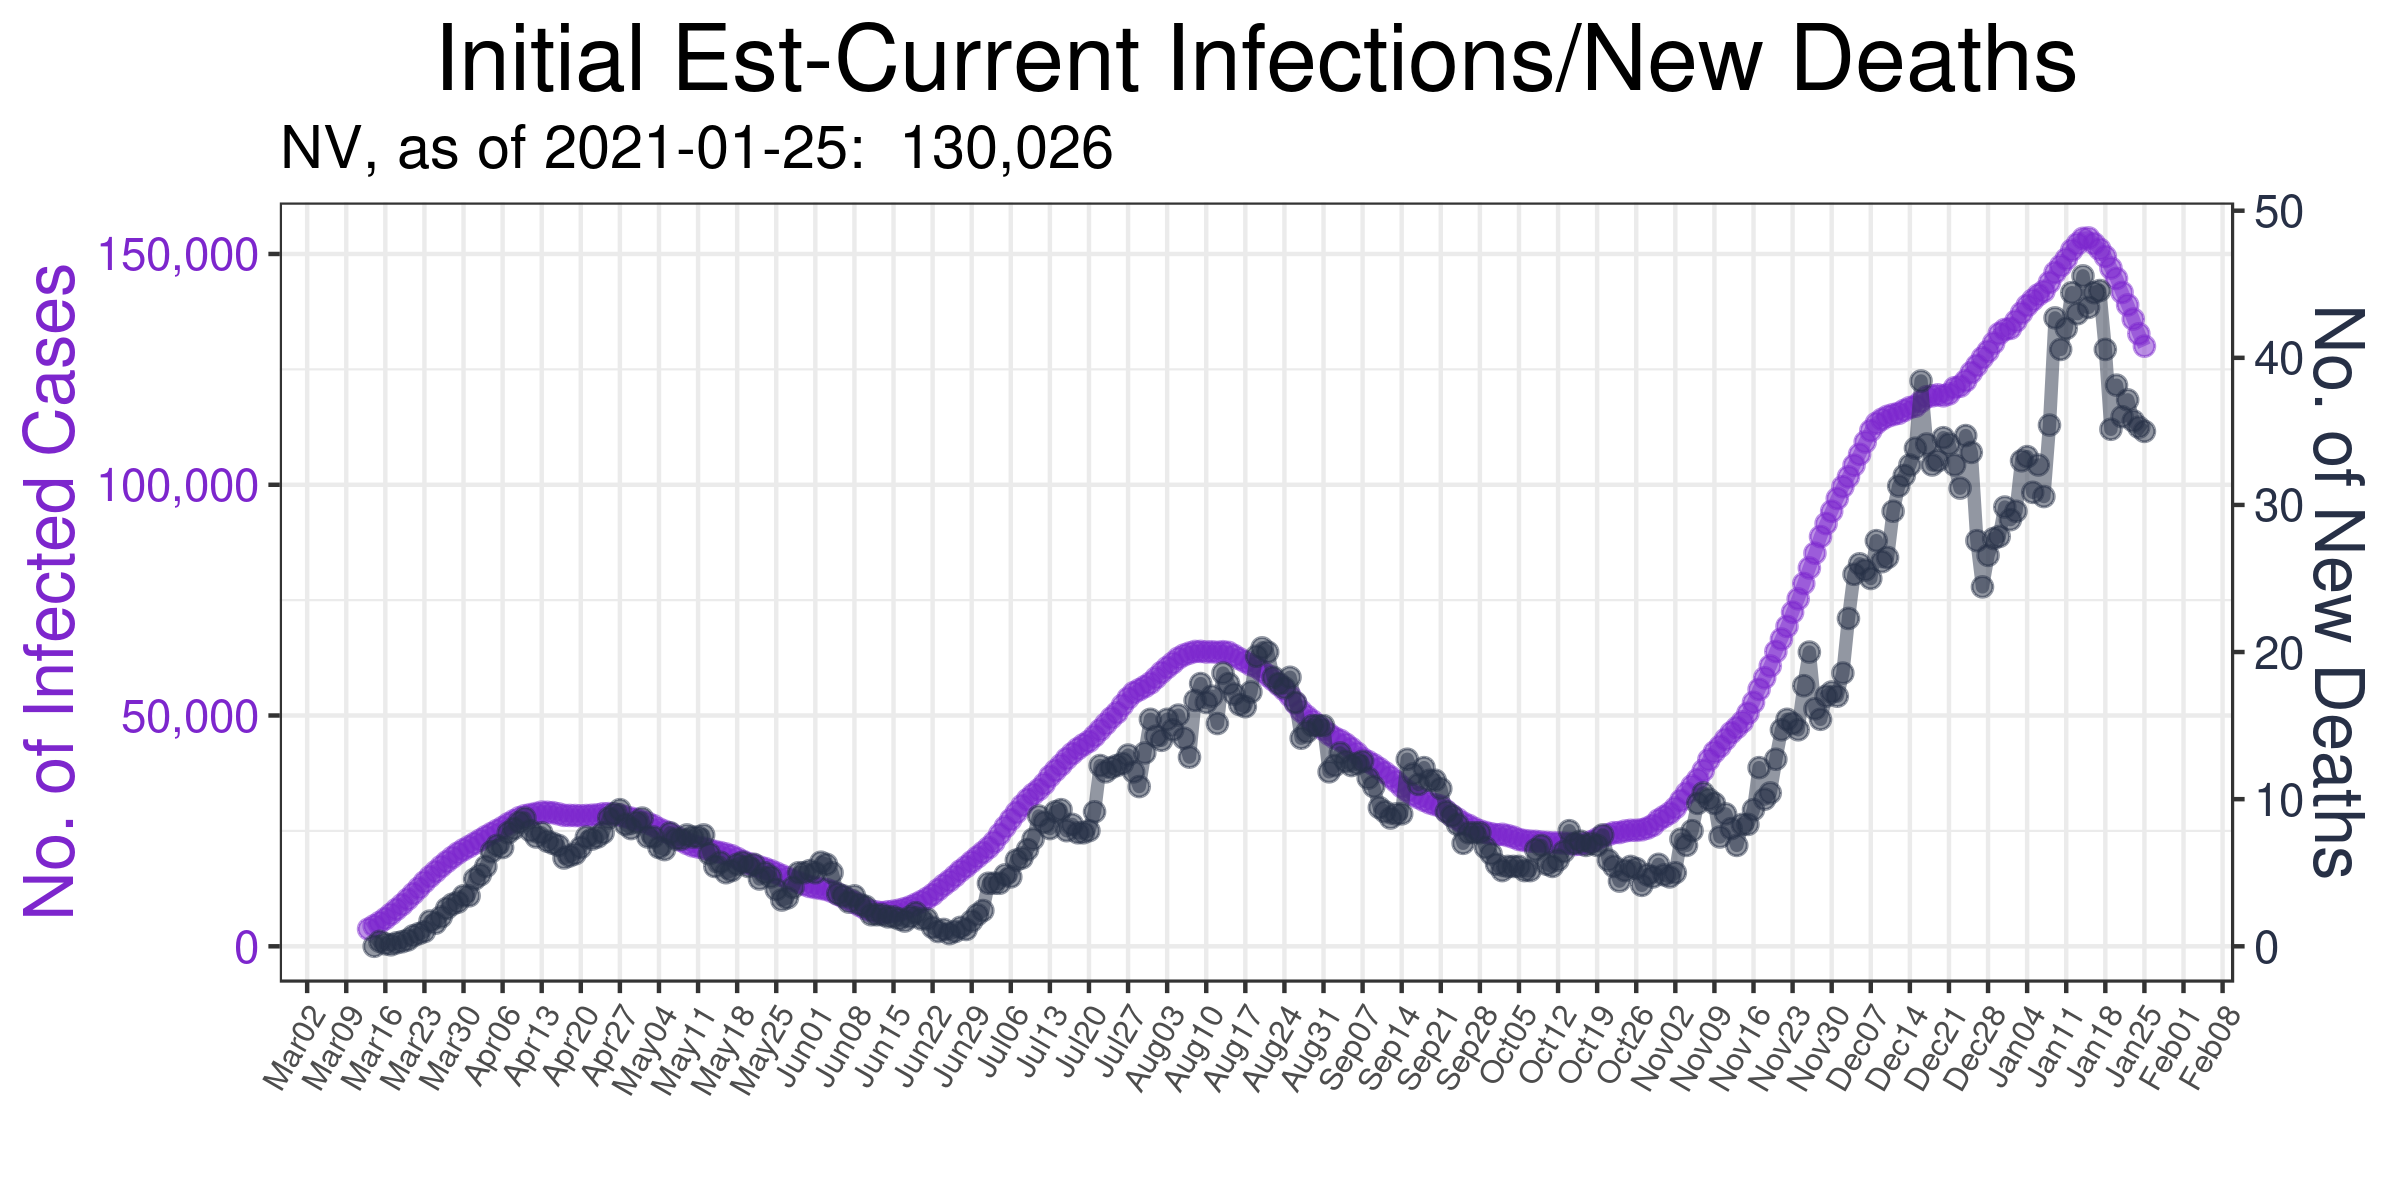 Initial Est-Current Infections/New Deaths
NV, as of 2021-01-25:  130,026
No. of Infected Cases
150,000
100,000
50,000
0
50
40
30
20
10
0
No. of New Deaths
Mar02
Mar09
Mar16
Mar23
Mar30
Apr06
Apr13
Apr20
Apr27
May04
May11
May18
May25
Jun01
Jun08
Jun15
Jun22
Jun29
Jul06
Jul13
Jul20
Jul27
Aug03
Aug10
Aug17
Aug24
Aug31
Sep07
Sep14
Sep21
Sep28
Oct05
Oct12
Oct19
Oct26
Nov02
Nov09
Nov16
Nov23
Nov30
Dec07
Dec14
Dec21
Dec28
Jan04
Jan11
Jan18
Jan25
Feb01
Feb08